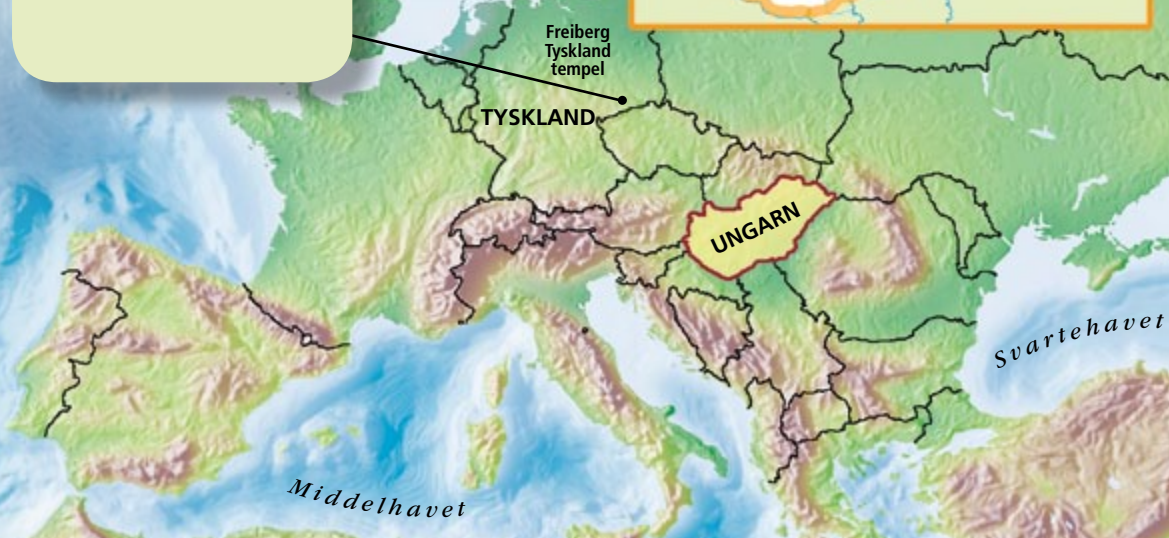 Freiberg
Tyskland
tempel
TYSKLAND
UNGARN
Svartehavet
Middelhavet